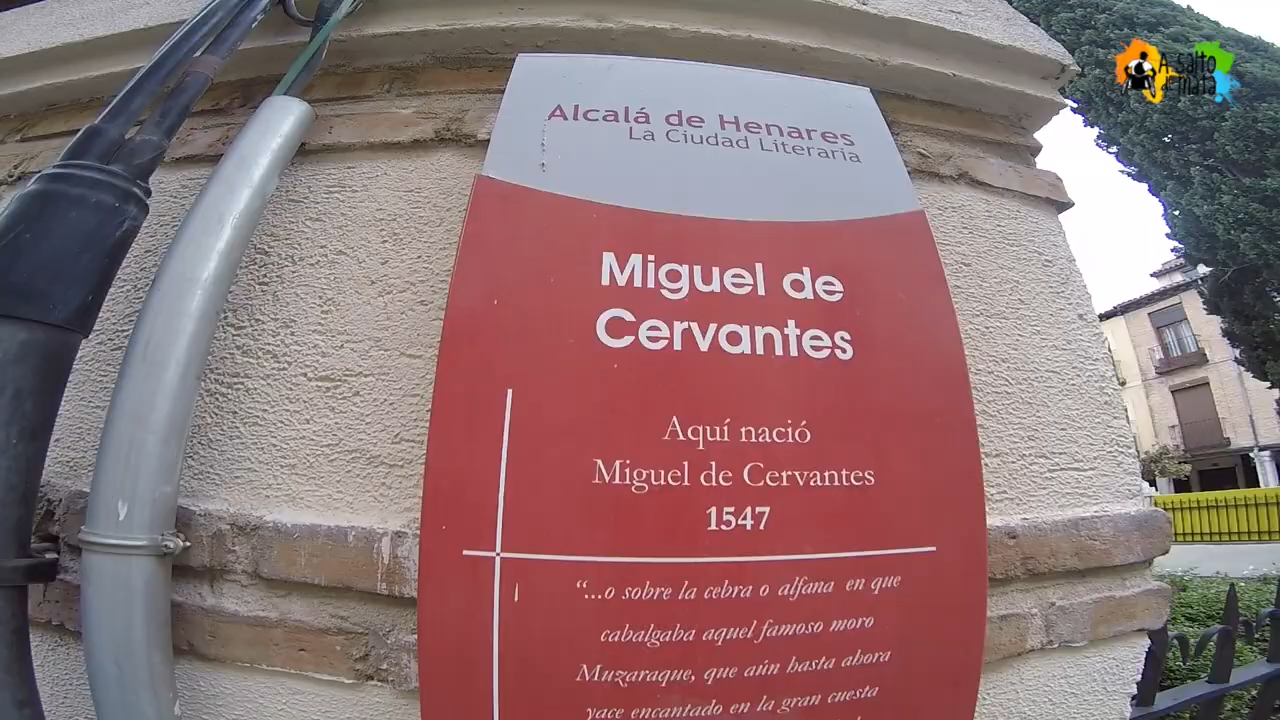 A salto
de mata
Alcalá de Henares
La Ciudad Literaria
Miguel de
Cervantes
Aquí nació
Miguel de Cervantes
1547
“...o sobre la cebra o alfana en que
cabalgaba aquel famoso moro
Muzaraque, que aún hasta ahora
yace encantado en la gran cuesta